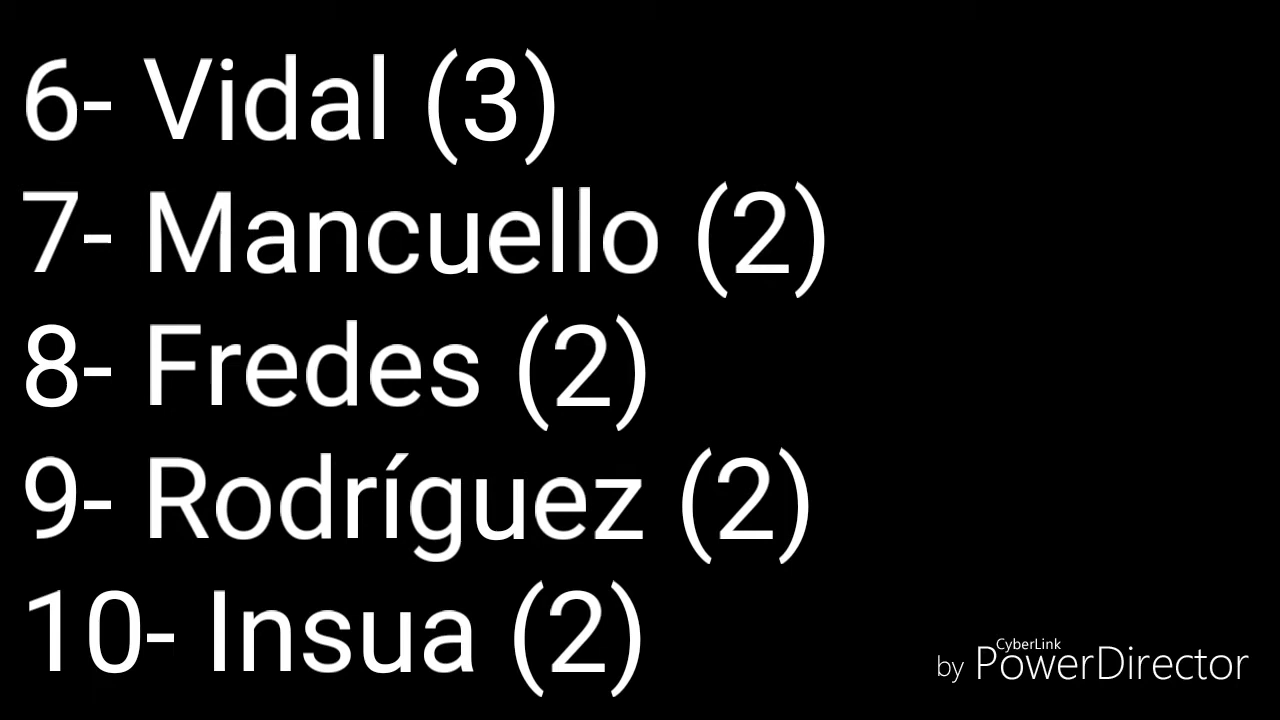 6- Vidal (3)
7- Mancuello (2)
8- Fredes (2)
9- Rodríguez (2)
10- Insua (2)
CyberLink
by PowerDirector